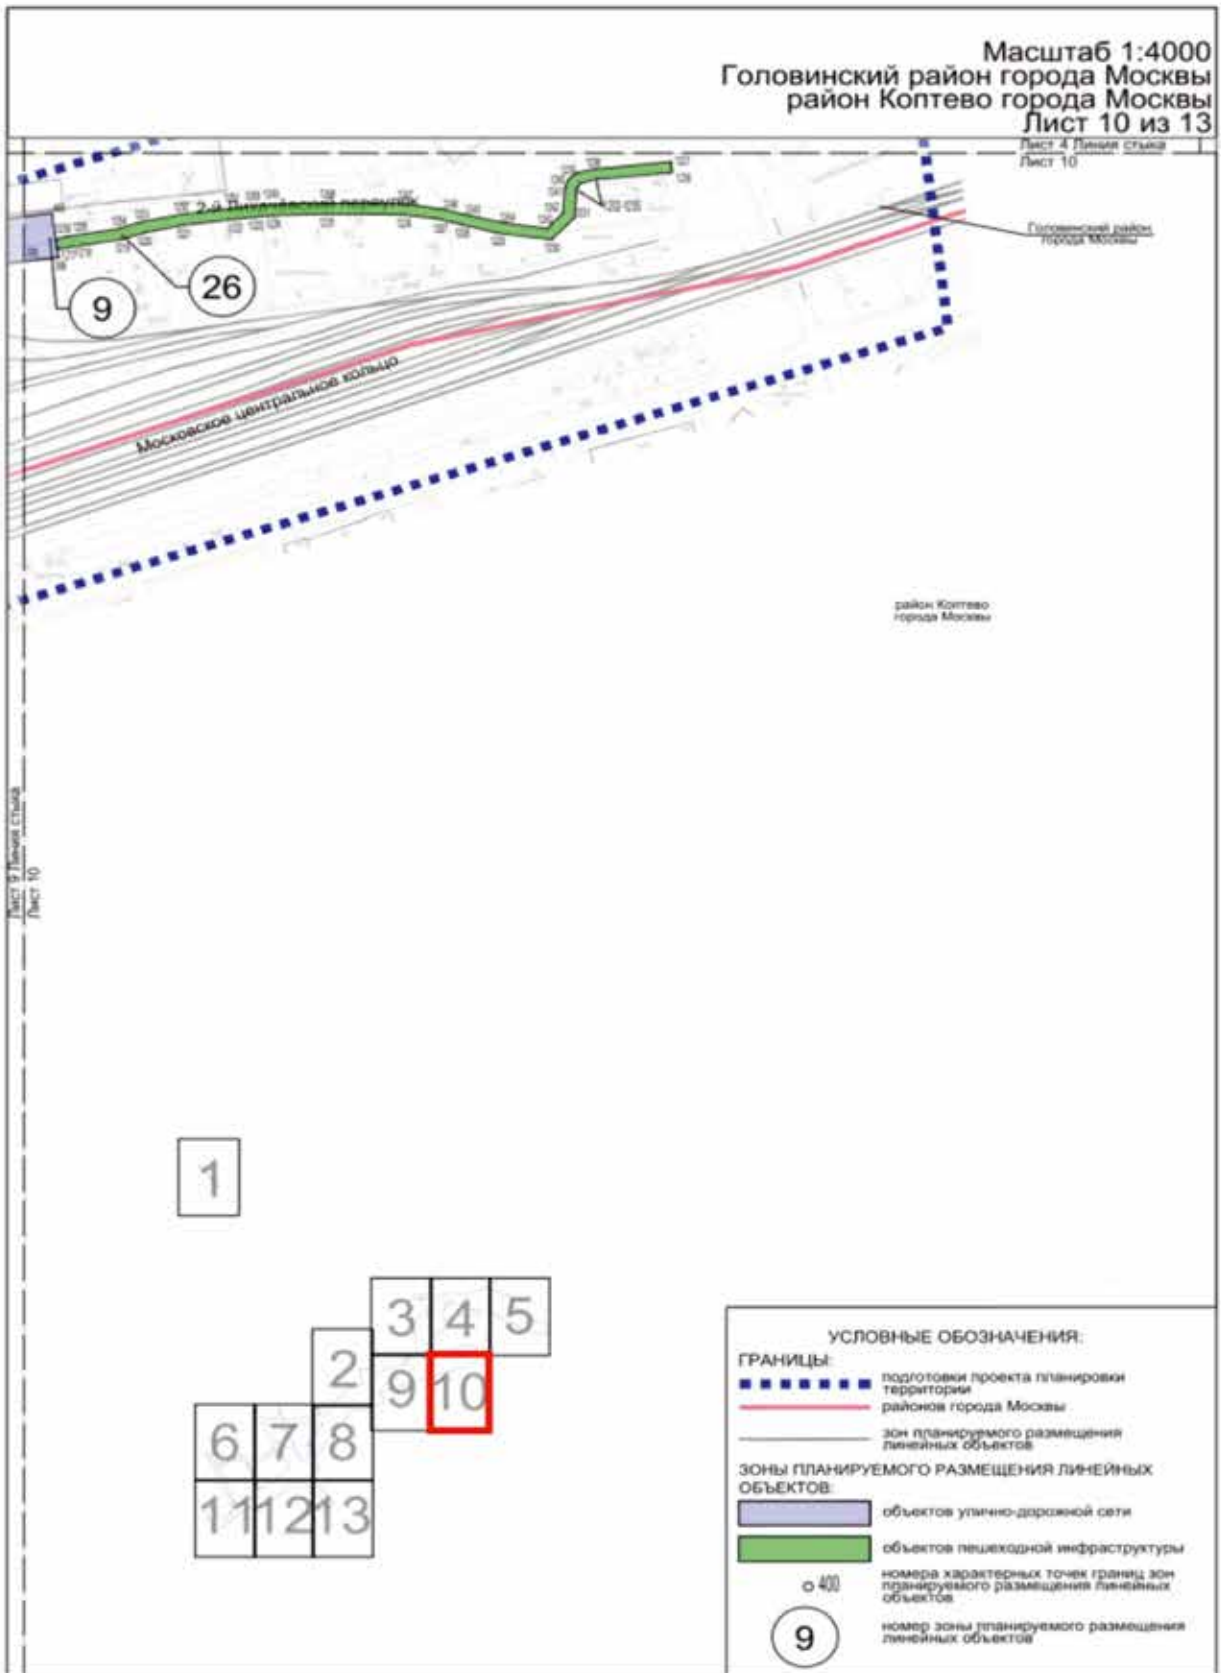 Масштаб 1:4000
Головинский район города Москвы
район Коптево города Москвы
Лист 10 из 13
Лист 4 Линия стыка
Лист 10
Головинский район
города Москвы
2-й Лихачёвский переулок
26
9
Московское центральное кольцо
район Коптево
города Москвы
Лист 9 Линия стыка
Лист 10
1
3 4 5
2
9 10
6 7 8
11 12 13
УСЛОВНЫЕ ОБОЗНАЧЕНИЯ:
ГРАНИЦЫ:
подготовки проекта планировки
территории
районов города Москвы
зон планируемого размещения
линейных объектов
ЗОНЫ ПЛАНИРУЕМОГО РАЗМЕЩЕНИЯ ЛИНЕЙНЫХ
ОБЪЕКТОВ:
объектов улично-дорожной сети
объектов пешеходной инфраструктуры
400
номера характерных точек границ зон
планируемого размещения линейных
объектов
9
номер зоны планируемого размещения
линейных объектов